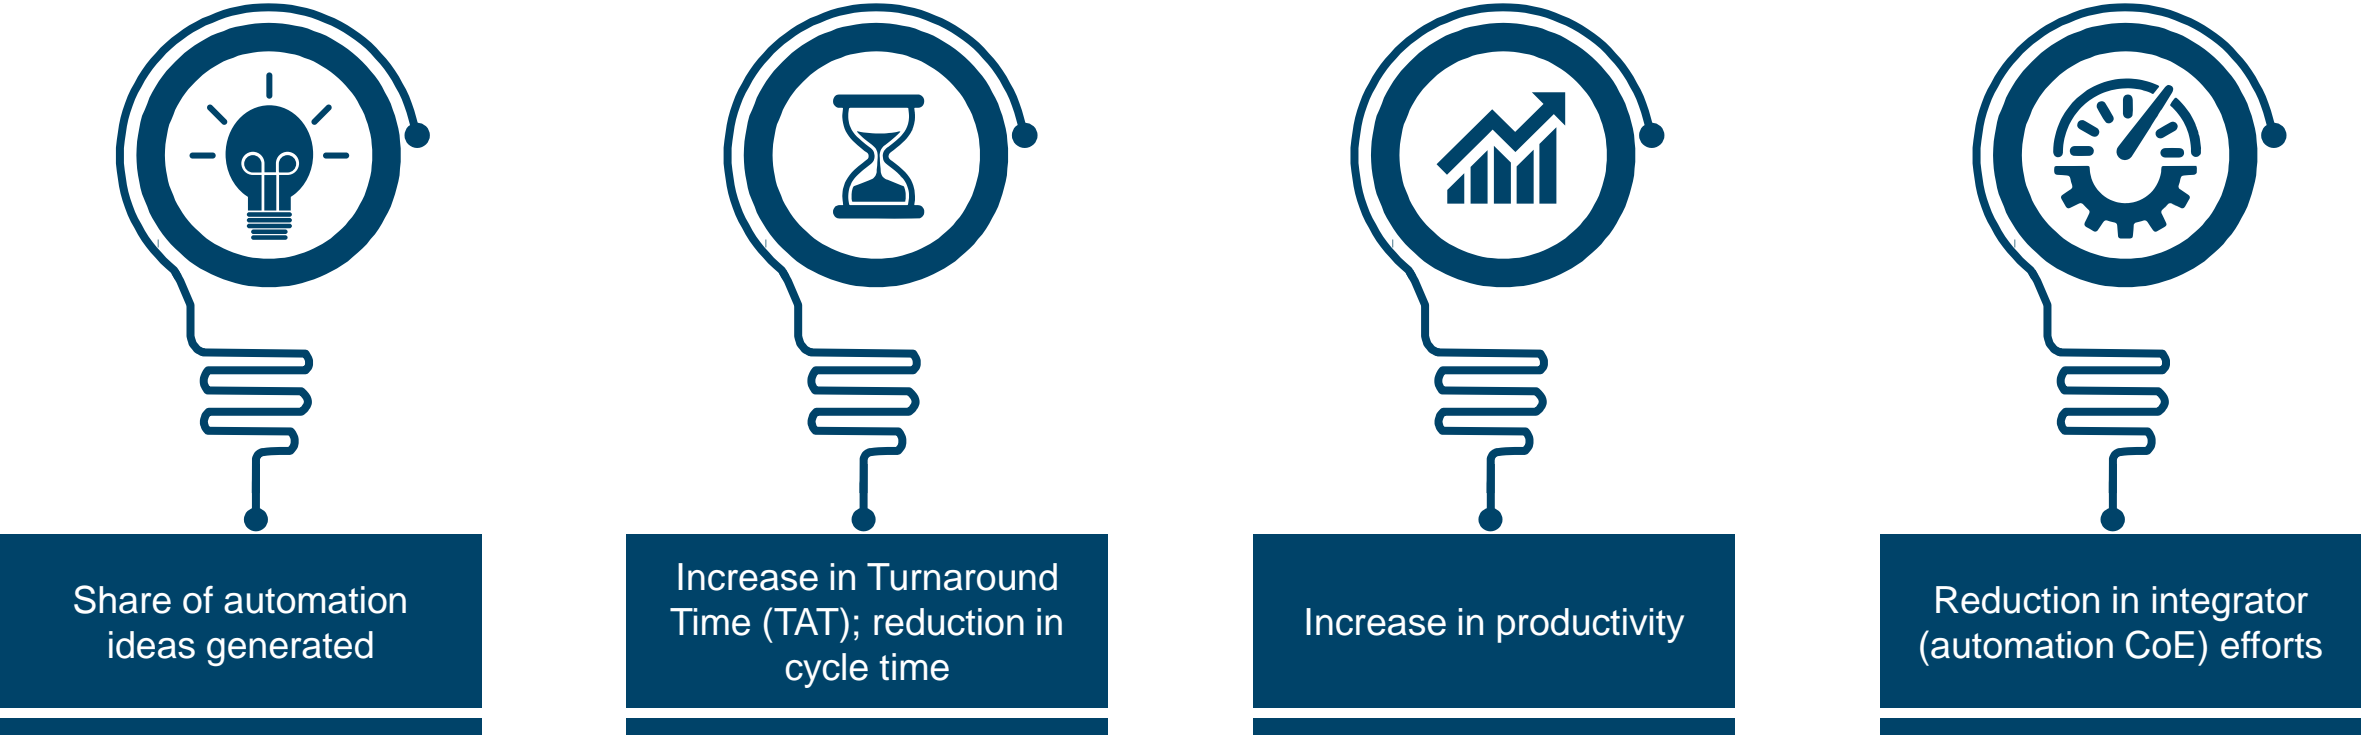 Share of automation
ideas generated
Increase in Turnaround
Time (TAT); reduction in
cycle time
Increase in productivity
Reduction in integrator
(automation CoE) efforts